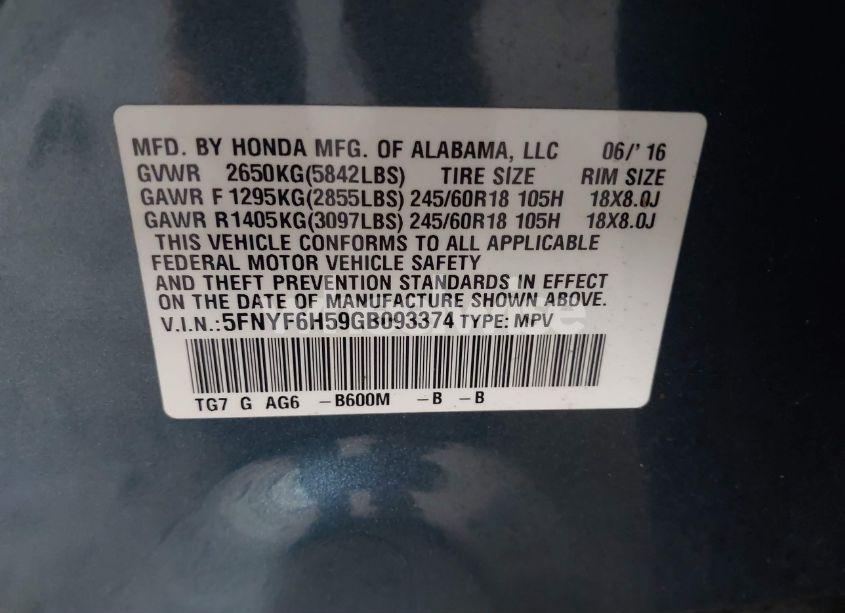 MFD. BY HONDA MFG. OF ALABAMA, LLC 06/'16
GVWR 2650KG(5842LBS) TIRE SIZE RIM SIZE
GAWR F 1295KG(2855LBS) 245/60R18 105H 18X8.0J
GAWR R1405KG(3097LBS) 245/60R18 105H 18X8.0J
THIS VEHICLE CONFORMS TO ALL APPLICABLE
FEDERAL MOTOR VEHICLE SAFETY
AND THEFT PREVENTION STANDARDS IN EFFECT
ON THE DATE OF MANUFACTURE SHOWN ABOVE.
V.I.N.:5FNYF6H59GB093374 TYPE: MPV
TG7 G AG6 -B600M -B -B